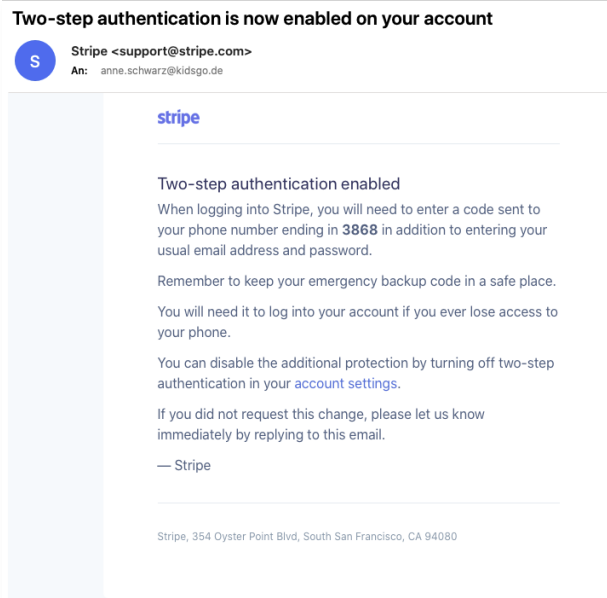 Two-step authentication is now enabled on your account
S
Stripe <support@stripe.com>
An: anne.schwarz@kidsgo.de
stripe
Two-step authentication enabled
When logging into Stripe, you will need to enter a code sent to
your phone number ending in 3868 in addition to entering your
usual email address and password.
Remember to keep your emergency backup code in a safe place.
You will need it to log into your account if you ever lose access to
your phone.
You can disable the additional protection by turning off two-step
authentication in your account settings.
If you did not request this change, please let us know
immediately by replying to this email.
— Stripe
Stripe, 354 Oyster Point Blvd, South San Francisco, CA 94080